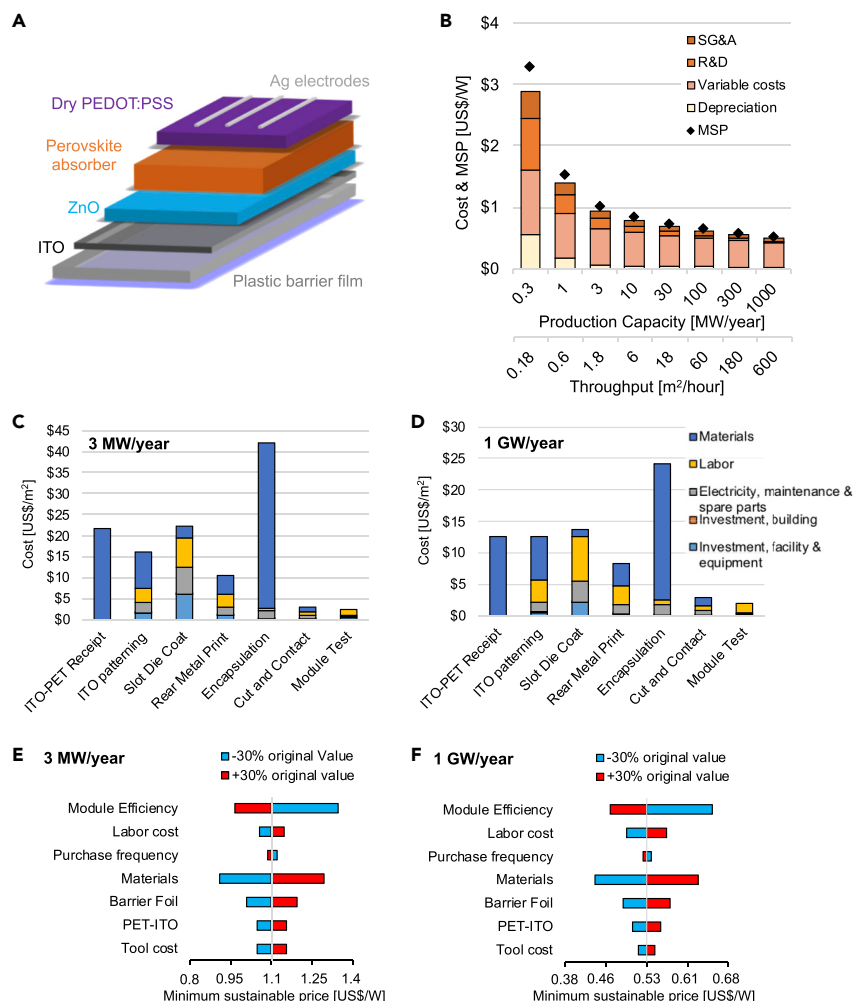 A
Ag electrodes
Dry PEDOT:PSS
Perovskite
absorber
ZnO
ITO
Plastic barrier film
B
$4
$3
$2
$1
$0
Cost & MSP [US$/W]
SG&A
R&D
Variable costs
Depreciation
MSP
0.3
1
3
10
30
100
300
1000
Production Capacity [MW/year]
0.18
0.6
1.8
6
18
60
180
600
Throughput [m²/hour]
C
3 MW/year
$45
$40
$35
$30
$25
$20
$15
$10
$5
$0
Cost [US$/m²]
ITO-PET Receipt
ITO patterning
Slot Die Coat
Rear Metal Print
Encapsulation
Cut and Contact
Module Test
D
1 GW/year
$30
$25
$20
$15
$10
$5
$0
Cost [US$/m²]
Materials
Labor
Electricity, maintenance &
spare parts
Investment, building
Investment, facility &
equipment
ITO-PET Receipt
ITO patterning
Slot Die Coat
Rear Metal Print
Encapsulation
Cut and Contact
Module Test
E
3 MW/year
-30% original Value
+30% original value
Module Efficiency
Labor cost
Purchase frequency
Materials
Barrier Foil
PET-ITO
Tool cost
0.8
0.95
1.1
1.25
1.4
Minimum sustainable price [US$/W]
F
1 GW/year
-30% original value
+30% original value
Module Efficiency
Labor cost
Purchase frequency
Materials
Barrier Foil
PET-ITO
Tool cost
0.38
0.46
0.53
0.61
0.68
Minimum sustainable price [US$/W]